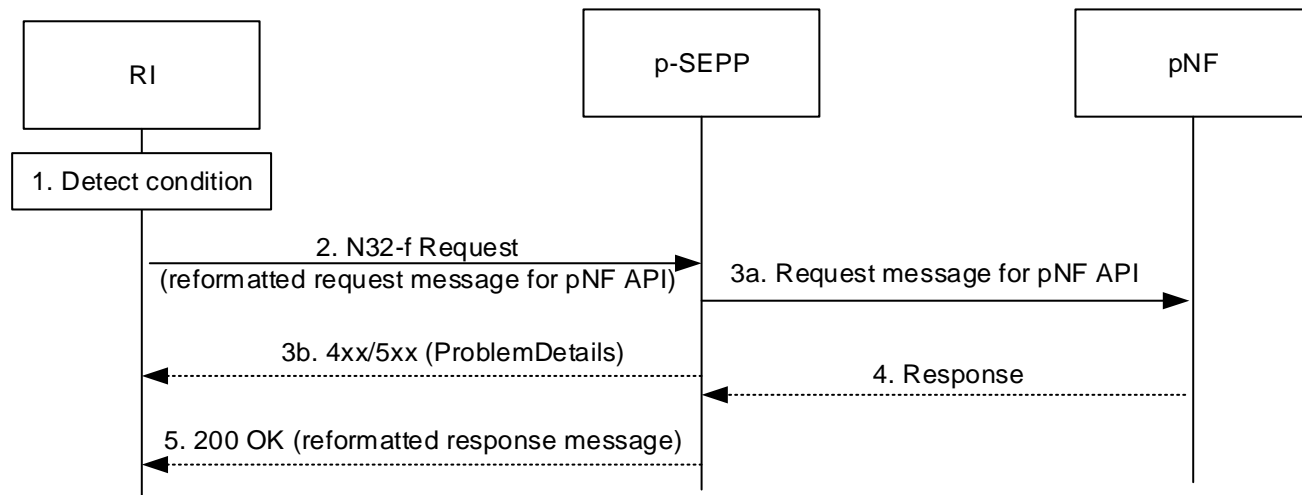 RI
p-SEPP
pNF
1. Detect condition
2. N32-f Request
(reformatted request message for pNF API)
3a. Request message for pNF API
3b. 4xx/5xx (ProblemDetails)
4. Response
5. 200 OK (reformatted response message)